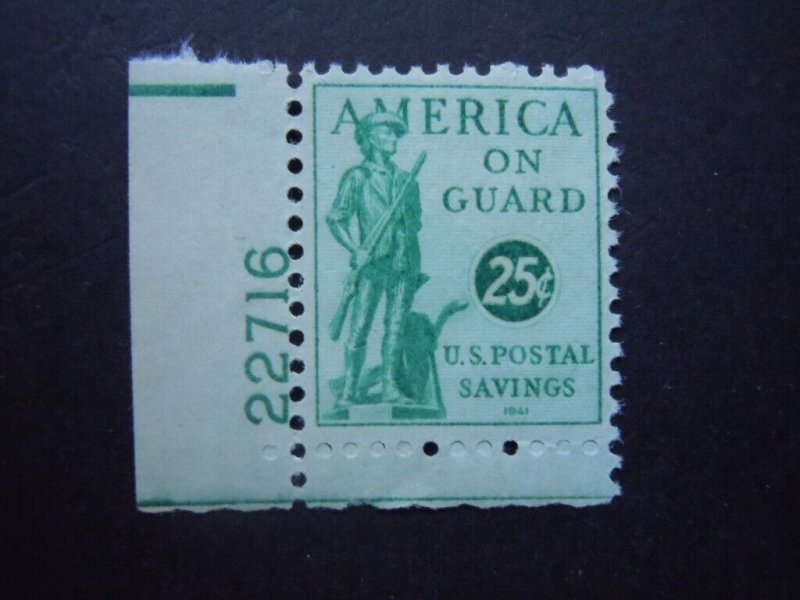 AMERICA
ON
GUARD
25¢
U.S. POSTAL
SAVINGS
1941
22716